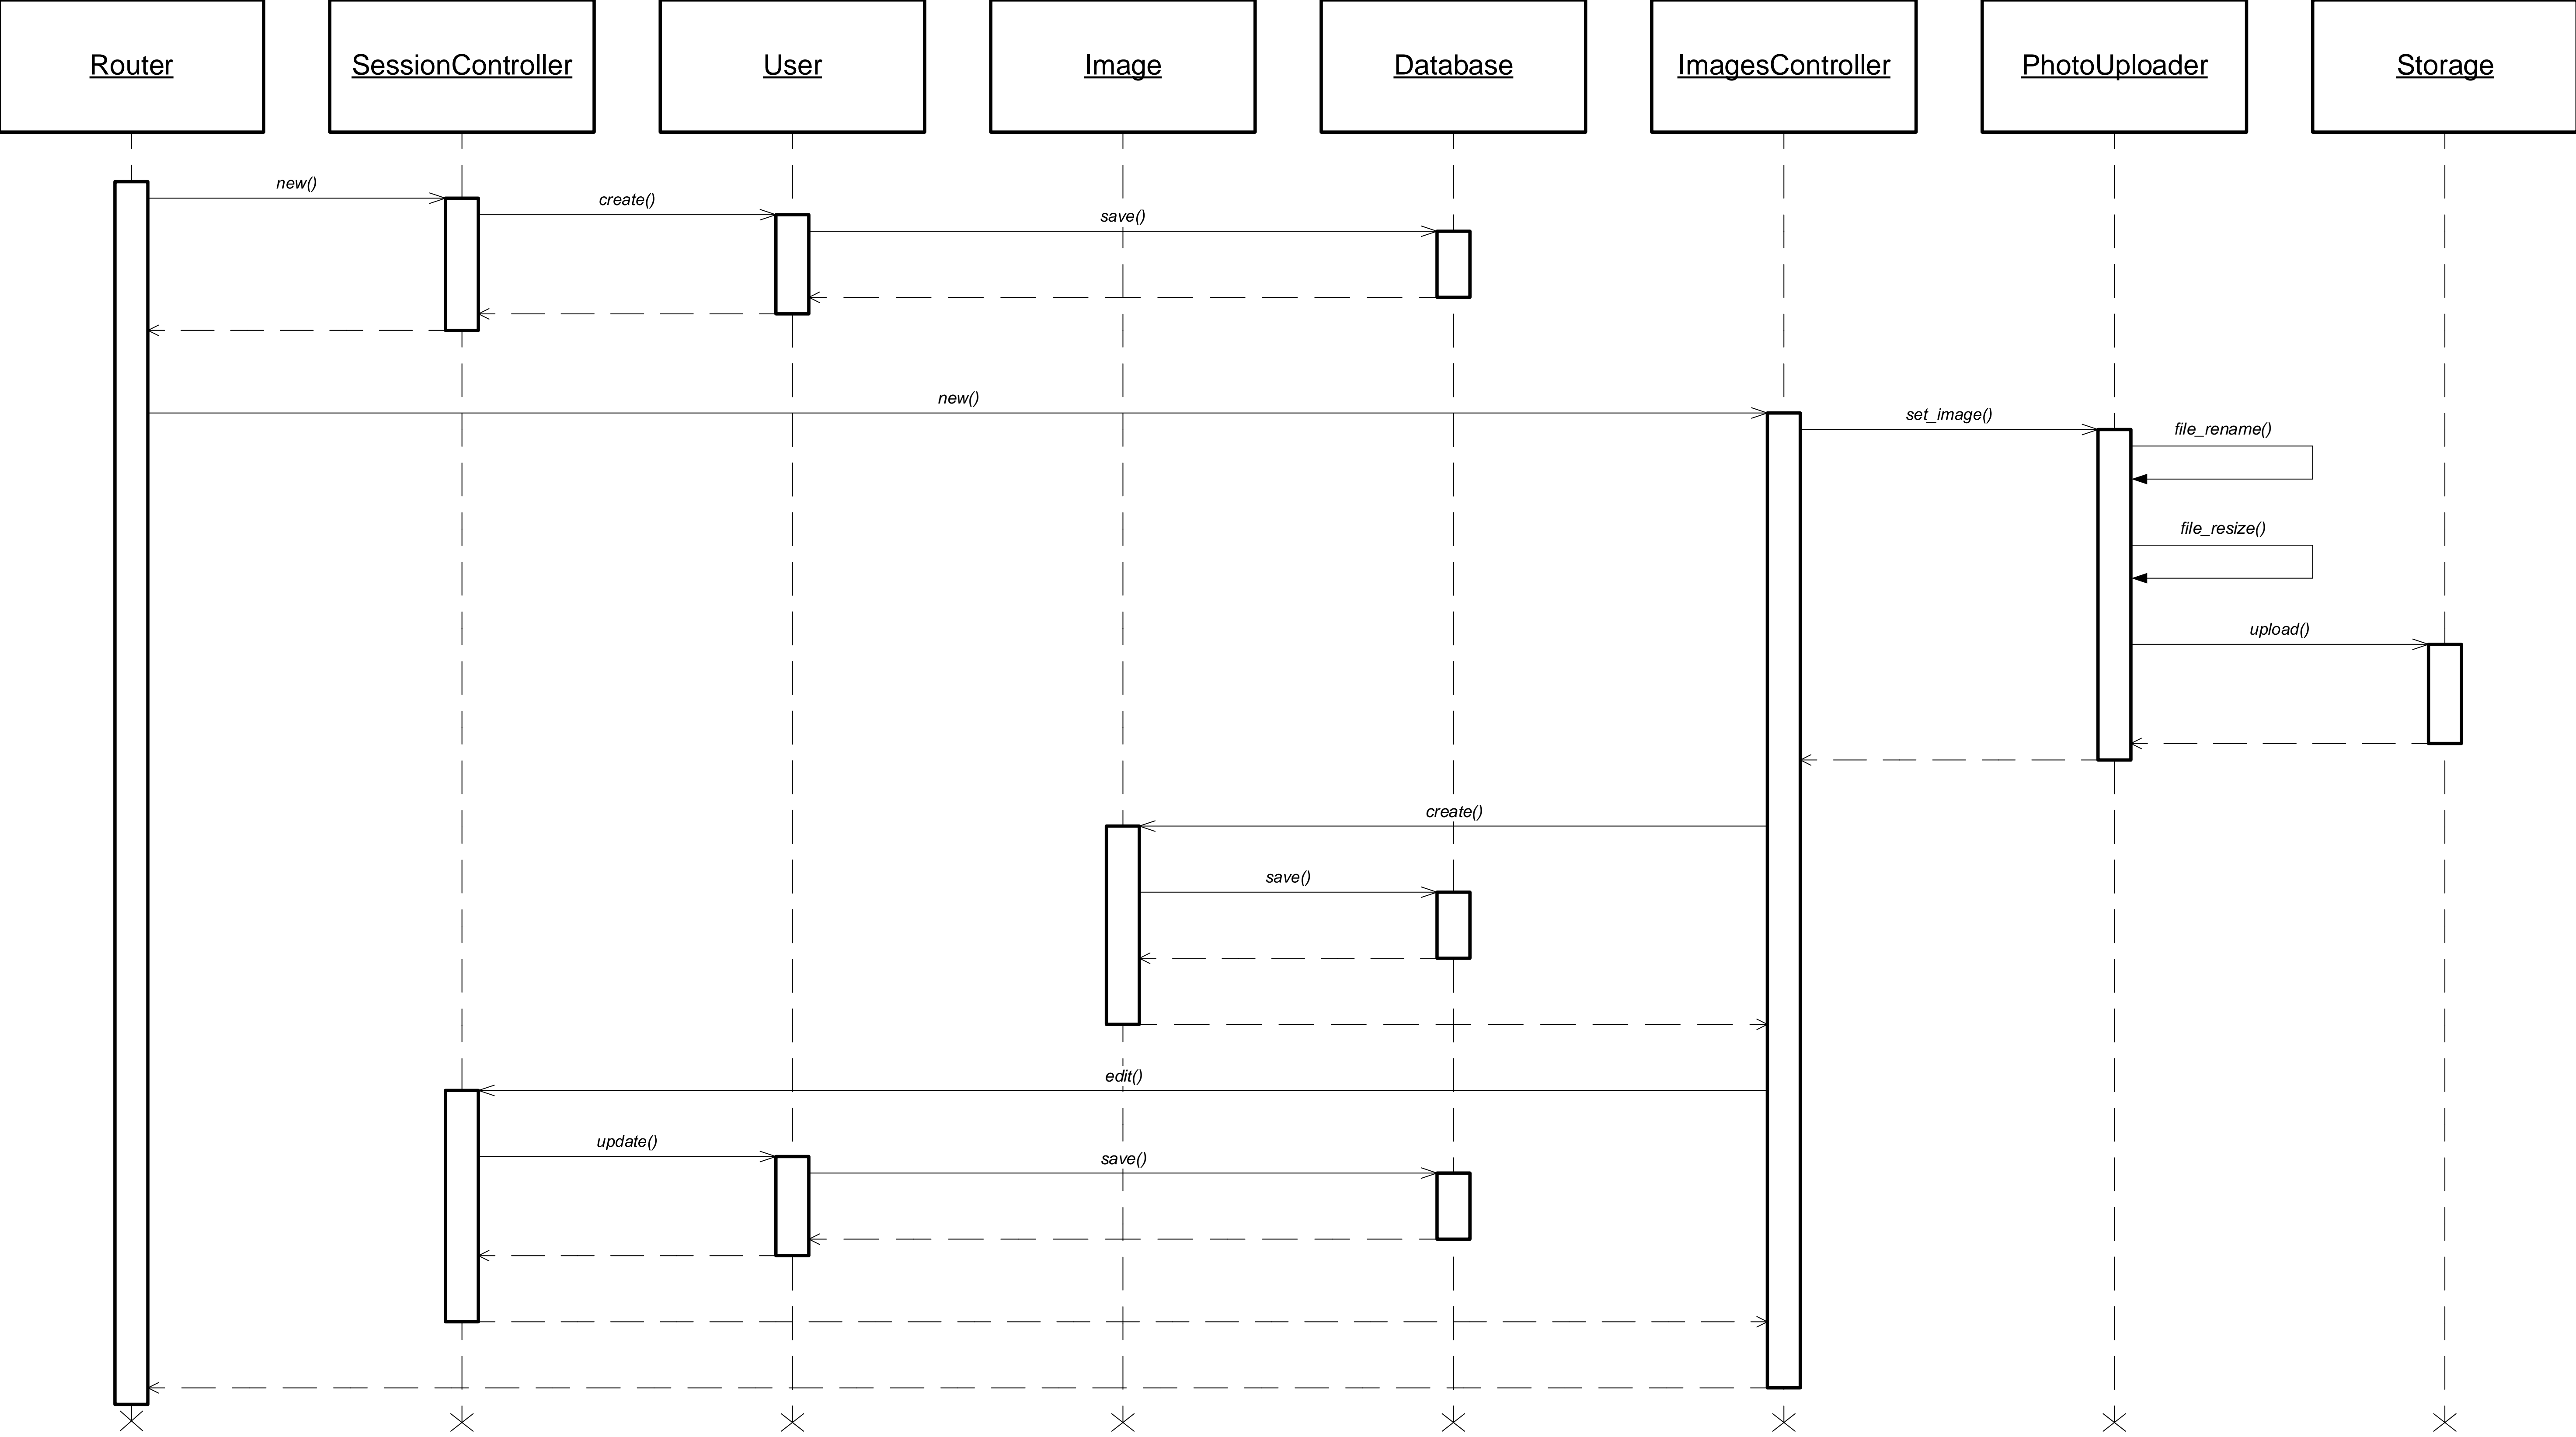 Router
SessionController
User
Image
Database
ImagesController
PhotoUploader
Storage
new()
create()
save()
new()
set_image()
file_rename()
file_resize()
upload()
create()
save()
edit()
update()
save()